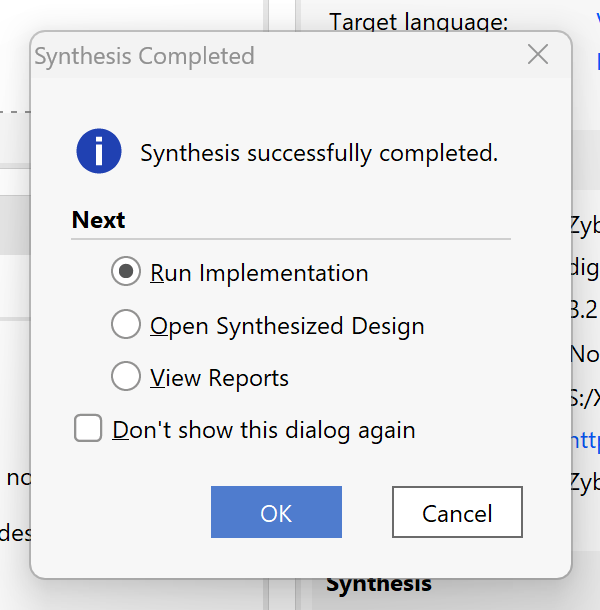 Target language:
Synthesis Completed
Synthesis successfully completed.
Next
Run Implementation
Zyb
dig
Open Synthesized Design
3.2
No
View Reports
S:/X
Don't show this dialog again
http
no
Zyb
OK
Cancel
des
Synthesis